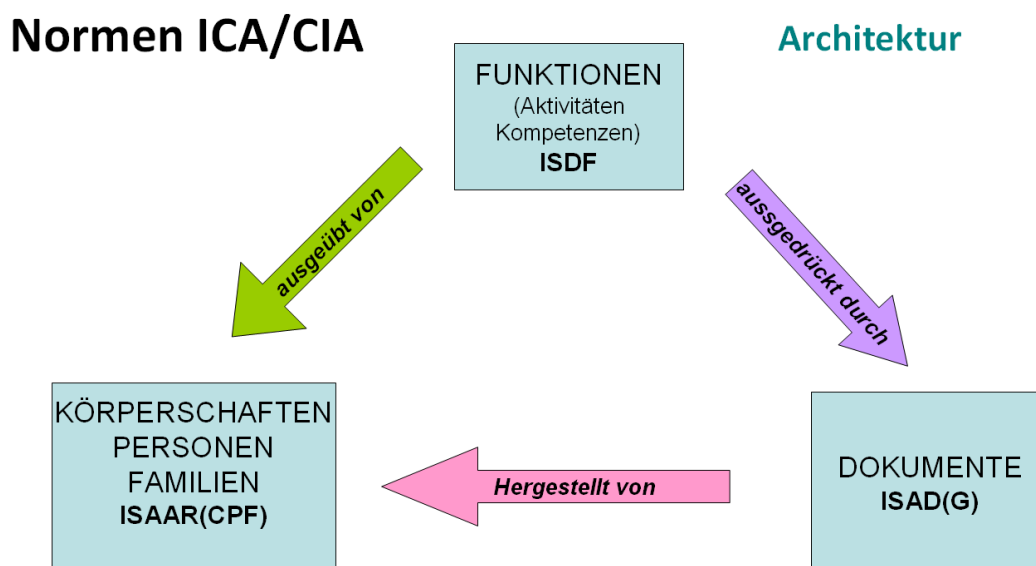 Normen ICA/CIA
Architektur
FUNKTIONEN
(Aktivitäten
Kompetenzen)
ISDF
ausgeübt von
aussgedrückt durch
KÖRPERSCHAFTEN
PERSONEN
FAMILIEN
ISAAR(CPF)
Hergestellt von
DOKUMENTE
ISAD(G)